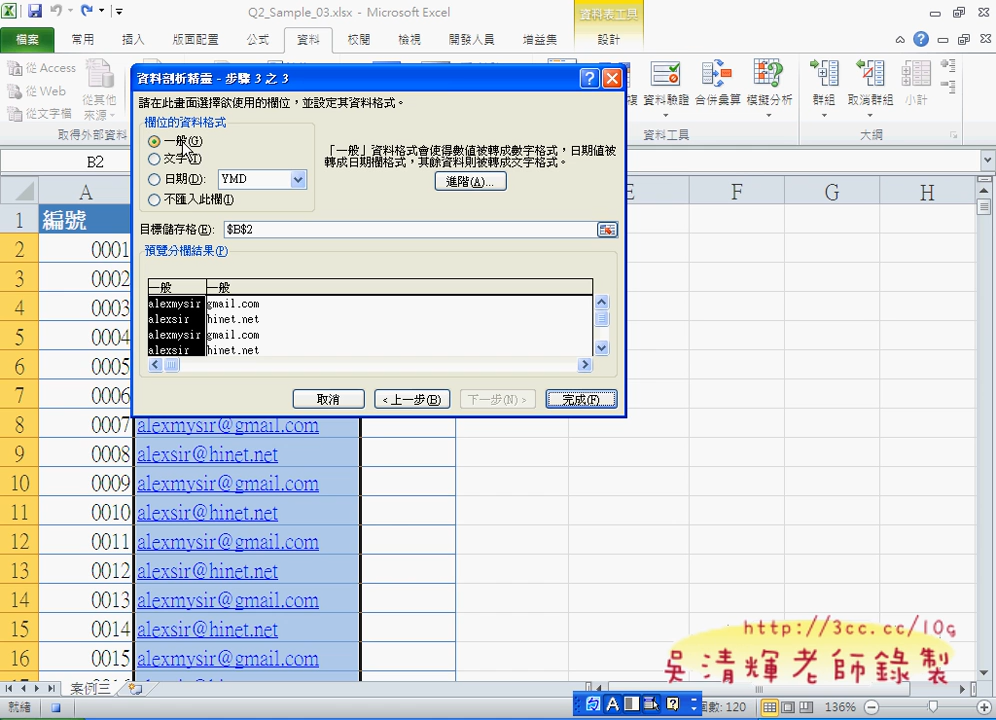 Q2_Sample_03.xlsx - Microsoft Excel
資料表工具
檔案 常用 插入 版面配置 公式 資料 校閱 檢視 開發人員 增益集 設計
從 Access
從 Web
從文字檔
從其他
來源
取得外部資料
資料驗證
合併彙算
模擬分析
資料工具
群組
取消群組
小計
大綱
資料剖析精靈 - 步驟 3 之 3
請在此畫面選擇欲使用的欄位，並設定其資料格式。
欄位的資料格式
一般(G)
文字(T)
日期(D): YMD
不匯入此欄(I)
「一般」資料格式會使得數值被轉成數字格式，日期值被
轉成日期欄格式，其餘資料則被轉成文字格式。
進階(A)...
目標儲存格(E): $B$2
預覽分欄結果(P)
一般 一般
alexmysir gmail.com
alexsir hinet.net
alexmysir gmail.com
alexsir hinet.net
取消 < 上一步(B) 下一步(N) > 完成(F)
B2
A E F G H
1 編號
2 0001
3 0002
4 0003
5 0004
6 0005
7 0006
8 0007 alexmysir@gmail.com
9 0008 alexsir@hinet.net
10 0009 alexmysir@gmail.com
11 0010 alexsir@hinet.net
12 0011 alexmysir@gmail.com
13 0012 alexsir@hinet.net
14 0013 alexmysir@gmail.com
15 0014 alexsir@hinet.net
16 0015 alexmysir@gmail.com
http://3cc.cc/10g
吳清輝老師錄製
案例三
就緒
個數: 120
136%